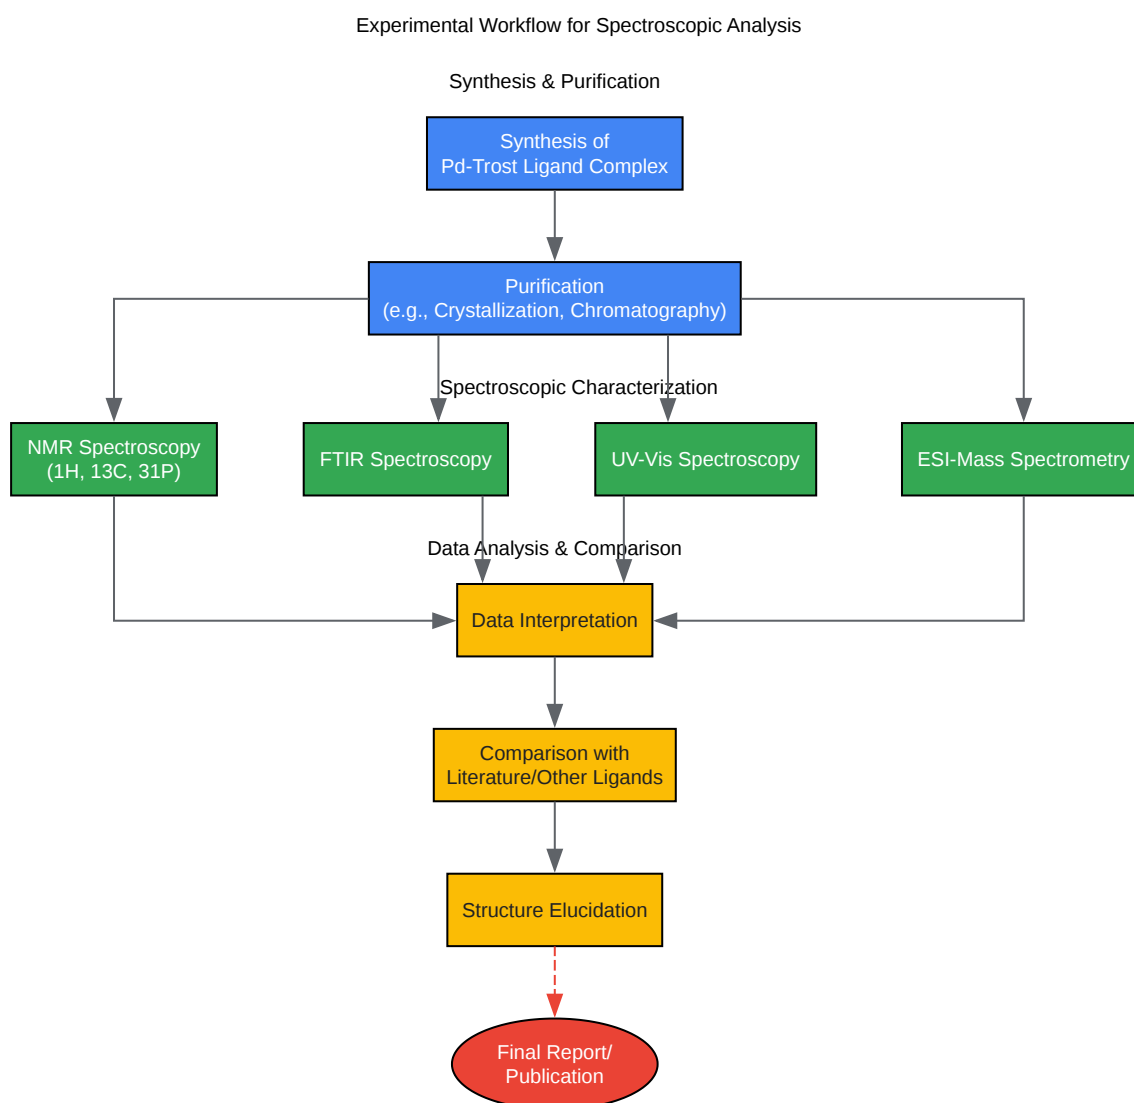 Experimental Workflow for Spectroscopic Analysis
Synthesis & Purification
Synthesis of
Pd-Trost Ligand Complex
Purification
(e.g., Crystallization, Chromatography)
Spectroscopic Characterization
NMR Spectroscopy
(1H, 13C, 31P)
FTIR Spectroscopy
UV-Vis Spectroscopy
ESI-Mass Spectrometry
Data Analysis & Comparison
Data Interpretation
Comparison with
Literature/Other Ligands
Structure Elucidation
Final Report/
Publication